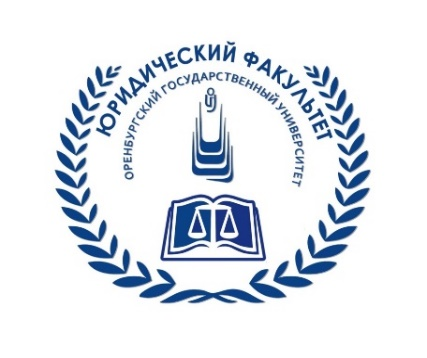 ЮРИДИЧЕСКИЙ ФАКУЛЬТЕТ
ОРЕНБУРГСКИЙ ГОСУДАРСТВЕННЫЙ УНИВЕРСИТЕТ